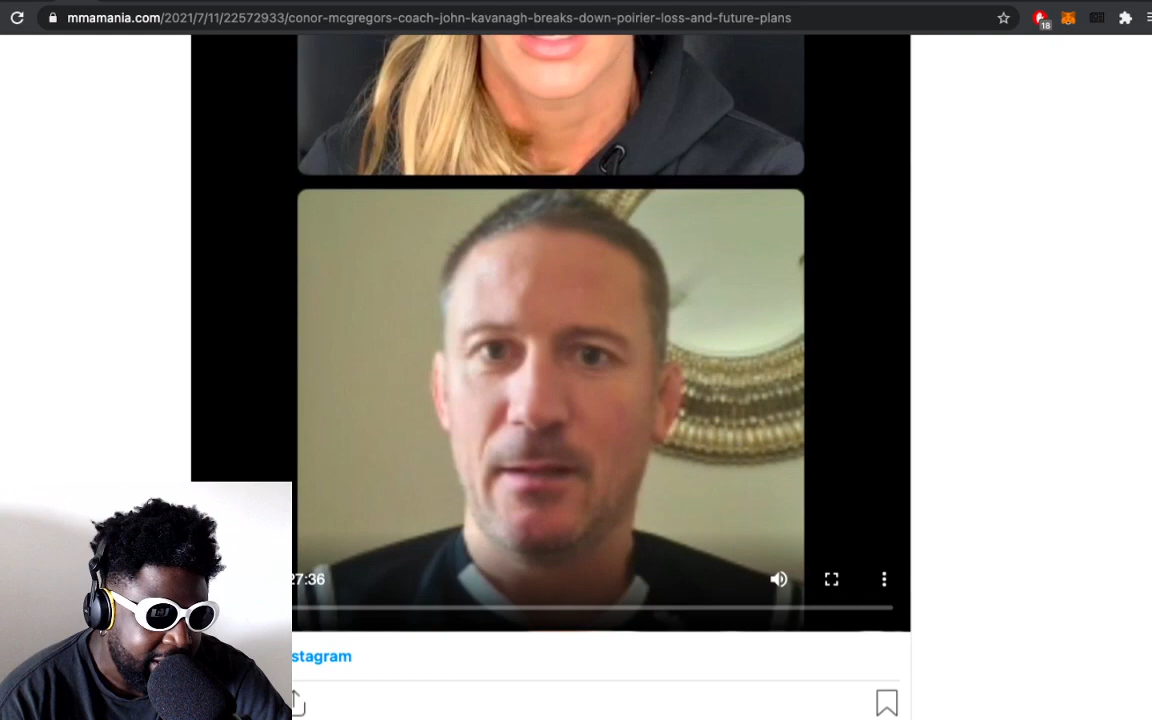 mmamania.com/2021/7/11/22572933/conor-mcgregors-coach-john-kavanagh-breaks-down-poirier-loss-and-future-plans
18
27:36
stagram